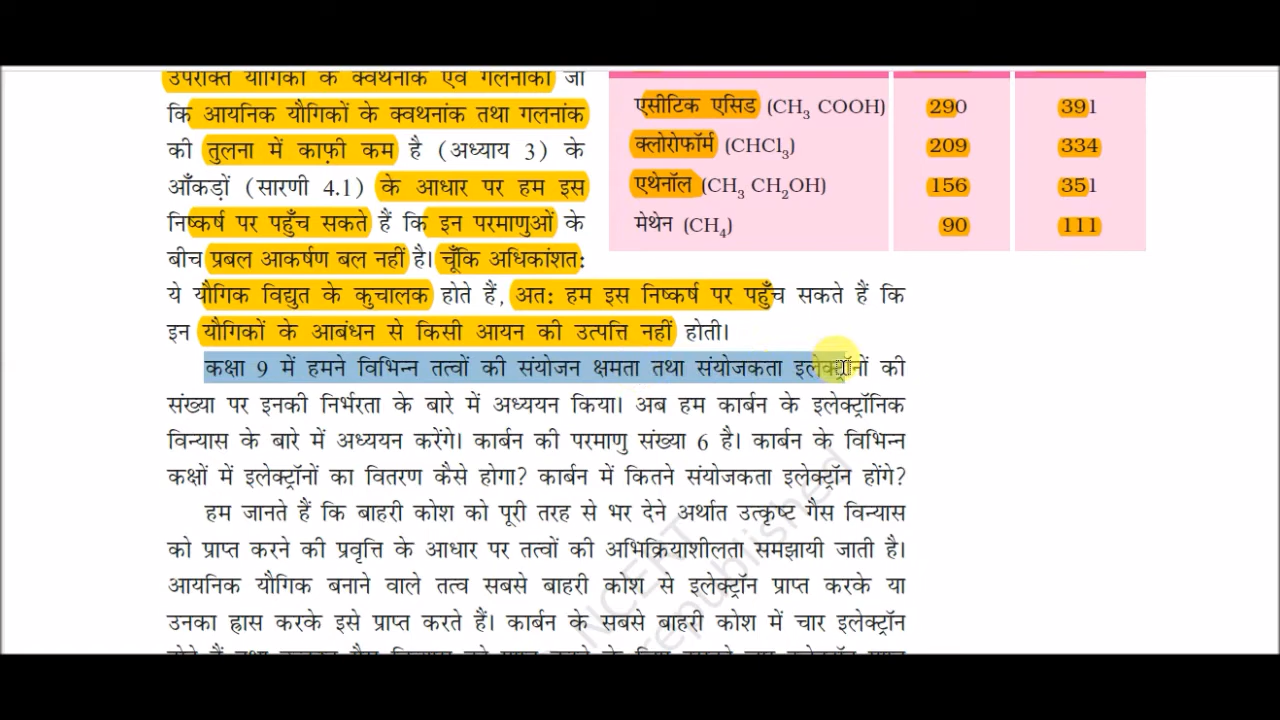 उपरोक्त यौगिकों के क्वथनांक एवं गलनांकों जो
कि आयनिक यौगिकों के क्वथनांक तथा गलनांक
की तुलना में काफ़ी कम है (अध्याय 3) के
आँकड़ों (सारणी 4.1) के आधार पर हम इस
निष्कर्ष पर पहुँच सकते हैं कि इन परमाणुओं के
बीच प्रबल आकर्षण बल नहीं है। चूँकि अधिकांशत:
ये यौगिक विद्युत के कुचालक होते हैं, अत: हम इस निष्कर्ष पर पहुँच सकते हैं कि
इन यौगिकों के आबंधन से किसी आयन की उत्पत्ति नहीं होती।
एसीटिक एसिड (CH3 COOH) 290 391
क्लोरोफॉर्म (CHCl3) 209 334
एथेनॉल (CH3 CH2OH) 156 351
मेथेन (CH4) 90 111
कक्षा 9 में हमने विभिन्न तत्वों की संयोजन क्षमता तथा संयोजकता इलेक्ट्रॉनों की
संख्या पर इनकी निर्भरता के बारे में अध्ययन किया। अब हम कार्बन के इलेक्ट्रॉनिक
विन्यास के बारे में अध्ययन करेंगे। कार्बन की परमाणु संख्या 6 है। कार्बन के विभिन्न
कक्षों में इलेक्ट्रॉनों का वितरण कैसे होगा? कार्बन में कितने संयोजकता इलेक्ट्रॉन होंगे?
हम जानते हैं कि बाहरी कोश को पूरी तरह से भर देने अर्थात उत्कृष्ट गैस विन्यास
को प्राप्त करने की प्रवृत्ति के आधार पर तत्वों की अभिक्रियाशीलता समझायी जाती है।
आयनिक यौगिक बनाने वाले तत्व सबसे बाहरी कोश से इलेक्ट्रॉन प्राप्त करके या
उनका ह्रास करके इसे प्राप्त करते हैं। कार्बन के सबसे बाहरी कोश में चार इलेक्ट्रॉन
NCERT
republished